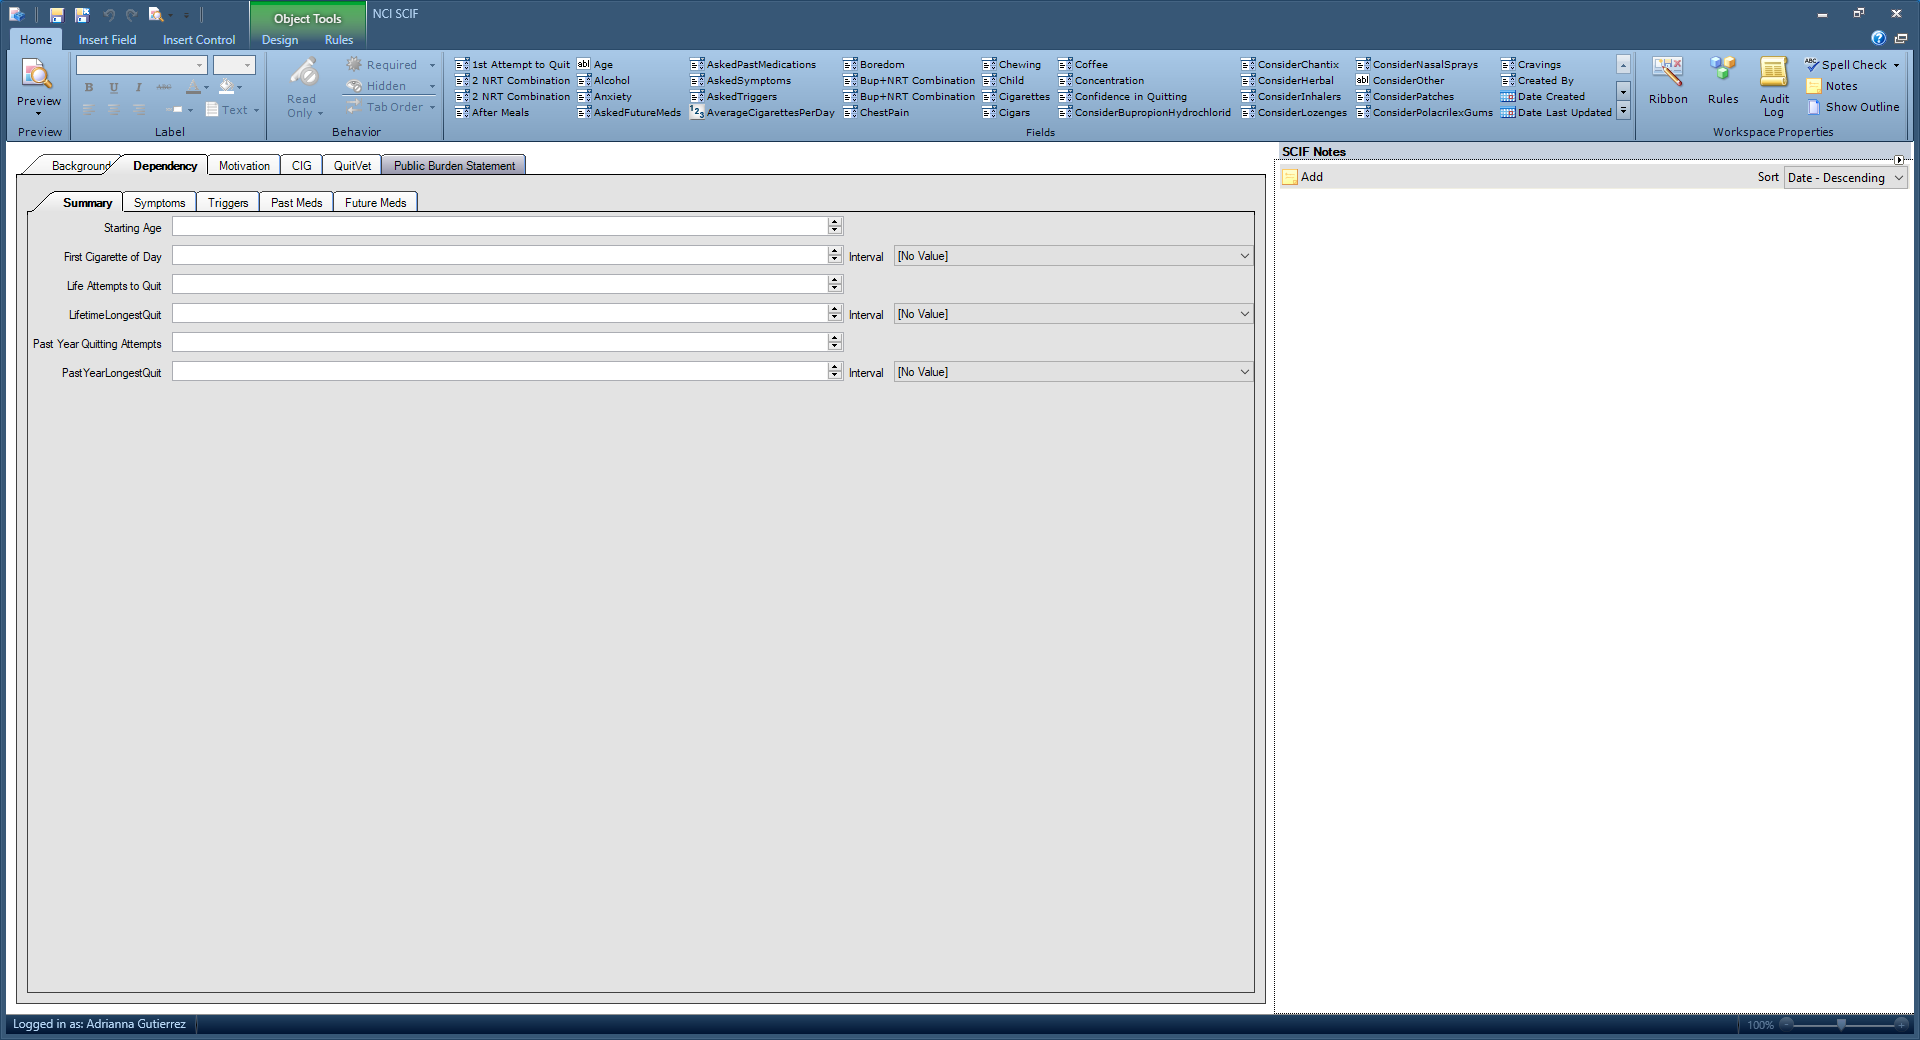 NCI SCIF
Object Tools
Home
Insert Field
Insert Control
Design
Rules
Preview
Preview
B I U ABC
Text
Label
Read Only
Required
Hidden
Tab Order
Behavior
1st Attempt to Quit
2 NRT Combination
2 NRT Combination
After Meals
Age
Alcohol
Anxiety
AskedFutureMeds
AskedPastMedications
AskedSymptoms
AskedTriggers
AverageCigarettesPerDay
Boredom
Bup+NRT Combination
Bup+NRT Combination
ChestPain
Chewing
Child
Cigarettes
Cigars
Coffee
Concentration
Confidence in Quitting
ConsiderBupropionHydrochlorid
ConsiderChantix
ConsiderHerbal
ConsiderInhalers
ConsiderLozenges
ConsiderNasalSprays
ConsiderOther
ConsiderPatches
ConsiderPolacrilexGums
Cravings
Created By
Date Created
Date Last Updated
Fields
Ribbon
Rules
Audit Log
Spell Check
Notes
Show Outline
Workspace Properties
Background
Dependency
Motivation
CIG
QuitVet
Public Burden Statement
Summary
Symptoms
Triggers
Past Meds
Future Meds
Starting Age
First Cigarette of Day
Interval
[No Value]
Life Attempts to Quit
LifetimeLongestQuit
Interval
[No Value]
Past Year Quitting Attempts
PastYearLongestQuit
Interval
[No Value]
SCIF Notes
Add
Sort
Date - Descending
Logged in as: Adrianna Gutierrez
100%